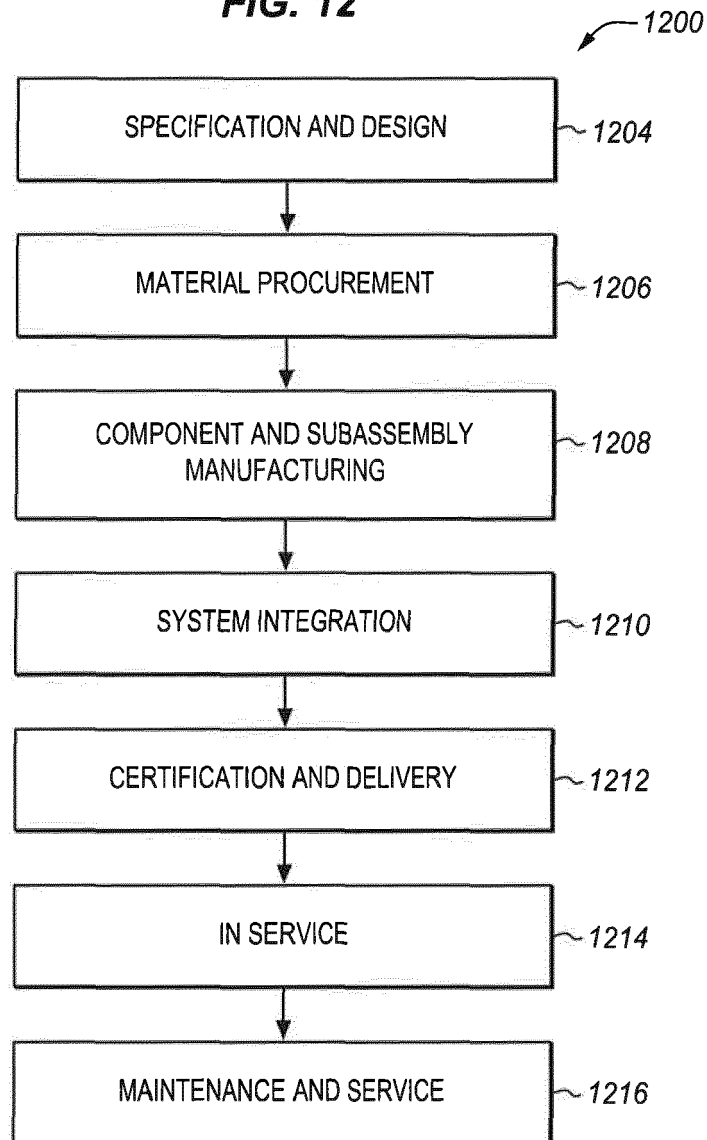 FIG. 12
1200
SPECIFICATION AND DESIGN
1204
MATERIAL PROCUREMENT
1206
COMPONENT AND SUBASSEMBLY
MANUFACTURING
1208
SYSTEM INTEGRATION
1210
CERTIFICATION AND DELIVERY
1212
IN SERVICE
1214
MAINTENANCE AND SERVICE
1216